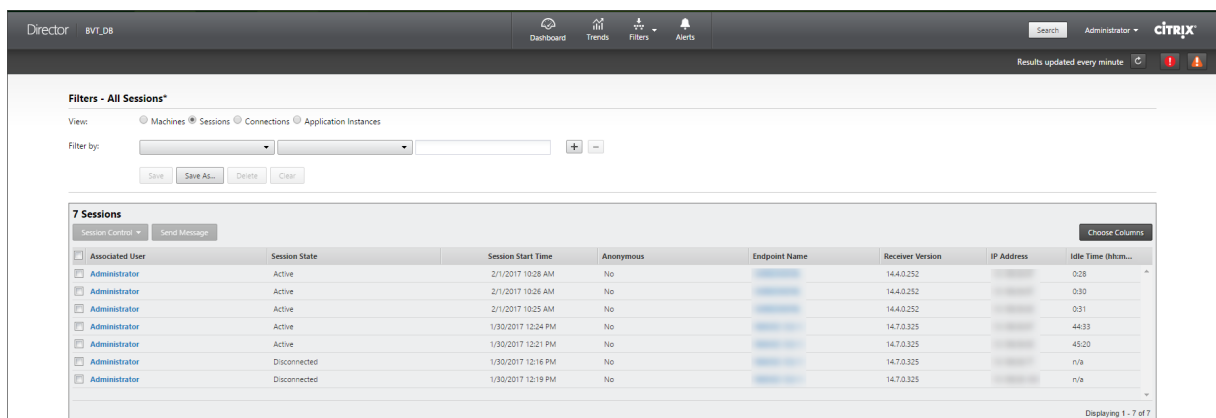 Director BVT_DB Dashboard Trends Filters Alerts Search Administrator CITRIX
Results updated every minute
Filters - All Sessions*
View: Machines Sessions Connections Application Instances
Filter by: + -
Save Save As... Delete Clear
7 Sessions
Session Control Send Message Choose Columns
Associated User Session State Session Start Time Anonymous Endpoint Name Receiver Version IP Address Idle Time (hh:m...
Administrator Active 2/1/2017 10:28 AM No 14.4.0.252 0:28
Administrator Active 2/1/2017 10:26 AM No 14.4.0.252 0:30
Administrator Active 2/1/2017 10:25 AM No 14.4.0.252 0:31
Administrator Active 1/30/2017 12:24 PM No 14.7.0.325 44:33
Administrator Active 1/30/2017 12:21 PM No 14.7.0.325 45:20
Administrator Disconnected 1/30/2017 12:16 PM No 14.7.0.325 n/a
Administrator Disconnected 1/30/2017 12:19 PM No 14.7.0.325 n/a
Displaying 1 - 7 of 7